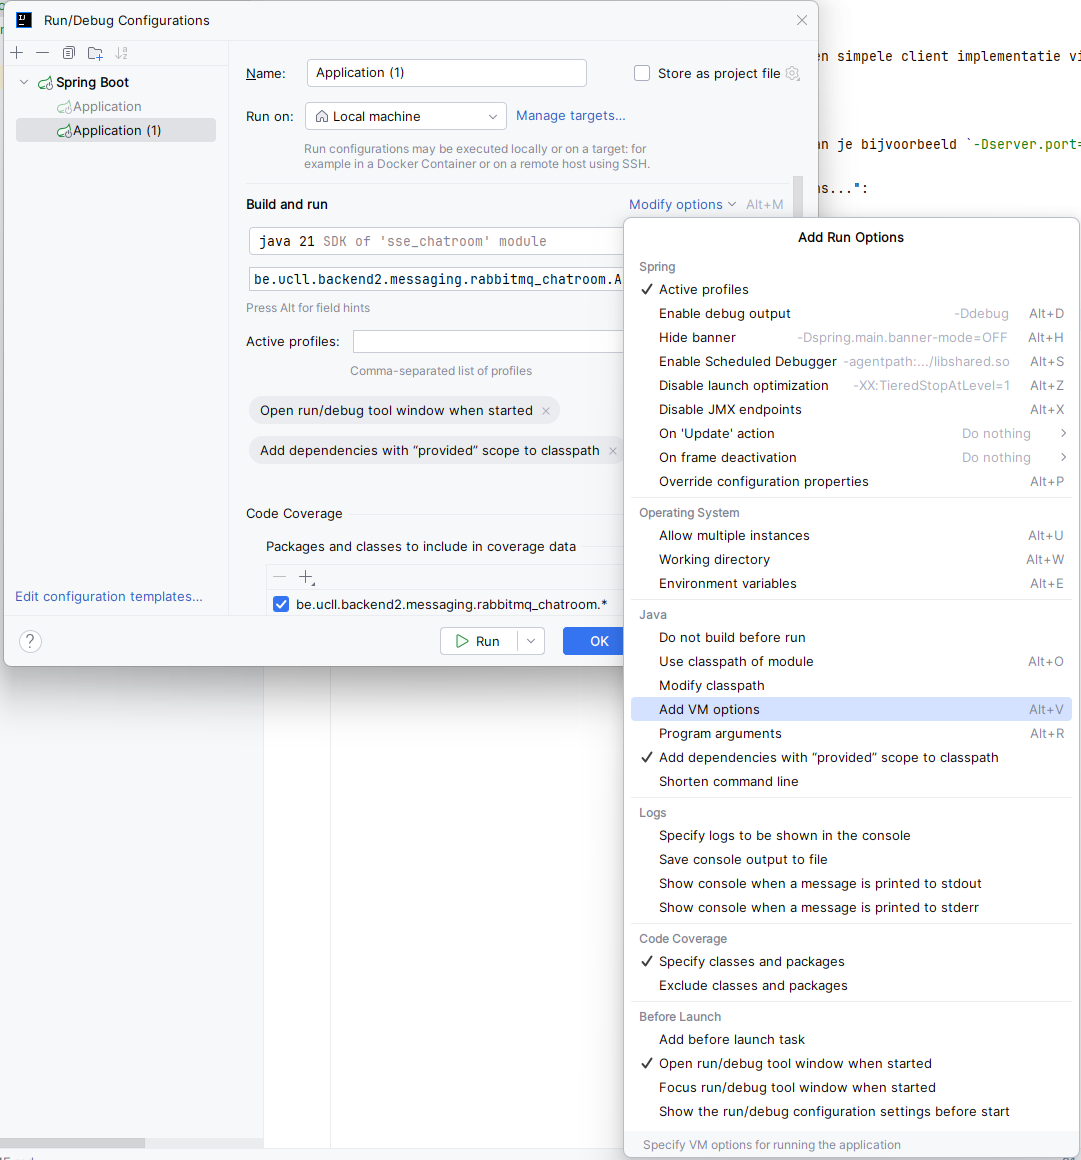 Run/Debug Configurations
Spring Boot
Application
Application (1)
Edit configuration templates...
Name:
Application (1)
Store as project file
Run on:
Local machine
Manage targets...
Run configurations may be executed locally or on a target: for
example in a Docker Container or on a remote host using SSH.
Build and run
Modify options
Alt+M
java 21 SDK of 'sse_chatroom' module
be.ucll.backend2.messaging.rabbitmq_chatroom.A
Press Alt for field hints
Active profiles:
Comma-separated list of profiles
Open run/debug tool window when started
Add dependencies with “provided” scope to classpath
Code Coverage
Packages and classes to include in coverage data
be.ucll.backend2.messaging.rabbitmq_chatroom.*
?
Run
OK
en simpele client implementatie vi
an je bijvoorbeeld `-Dserver.port=
ns...":
Add Run Options
Spring
Active profiles
Enable debug output -Ddebug Alt+D
Hide banner -Dspring.main.banner-mode=OFF Alt+H
Enable Scheduled Debugger -agentpath:.../libshared.so Alt+S
Disable launch optimization -XX:TieredStopAtLevel=1 Alt+Z
Disable JMX endpoints Alt+X
On 'Update' action Do nothing
On frame deactivation Do nothing
Override configuration properties Alt+P
Operating System
Allow multiple instances Alt+U
Working directory Alt+W
Environment variables Alt+E
Java
Do not build before run
Use classpath of module Alt+O
Modify classpath
Add VM options Alt+V
Program arguments Alt+R
Add dependencies with “provided” scope to classpath
Shorten command line
Logs
Specify logs to be shown in the console
Save console output to file
Show console when a message is printed to stdout
Show console when a message is printed to stderr
Code Coverage
Specify classes and packages
Exclude classes and packages
Before Launch
Add before launch task
Open run/debug tool window when started
Focus run/debug tool window when started
Show the run/debug configuration settings before start
Specify VM options for running the application